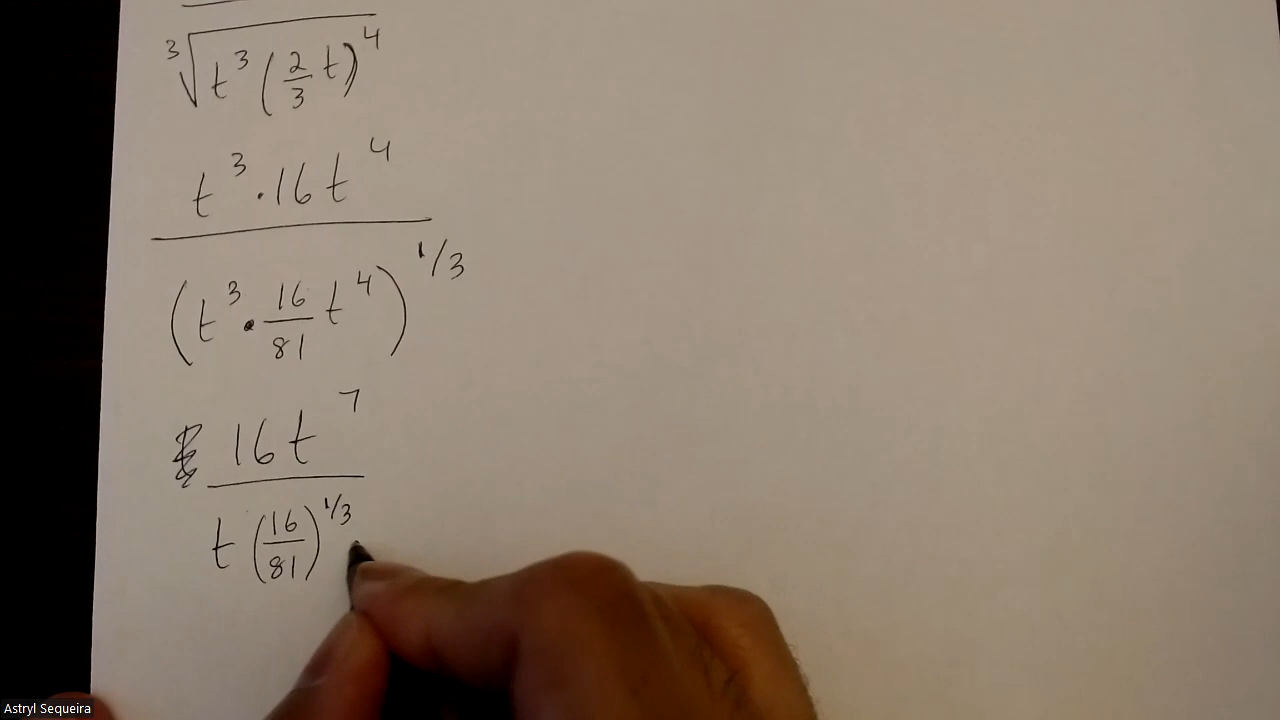 ∛(t³(2/3 t)⁴)
t³ · 16t⁴
(t³ · 16/81 t⁴)^1/3
16t⁷
t(16/81)^1/3
Astryl Sequeira